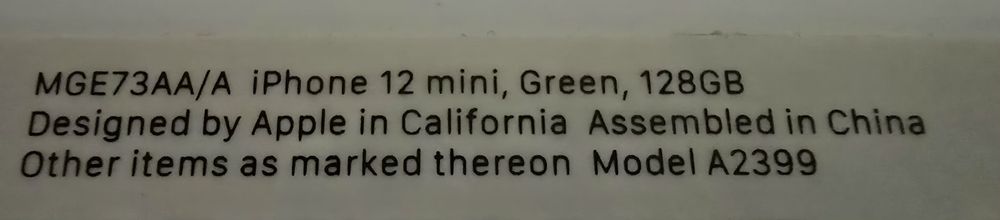 MGE73AA/A iPhone 12 mini, Green, 128GB
Designed by Apple in California Assembled in China
Other items as marked thereon Model A2399